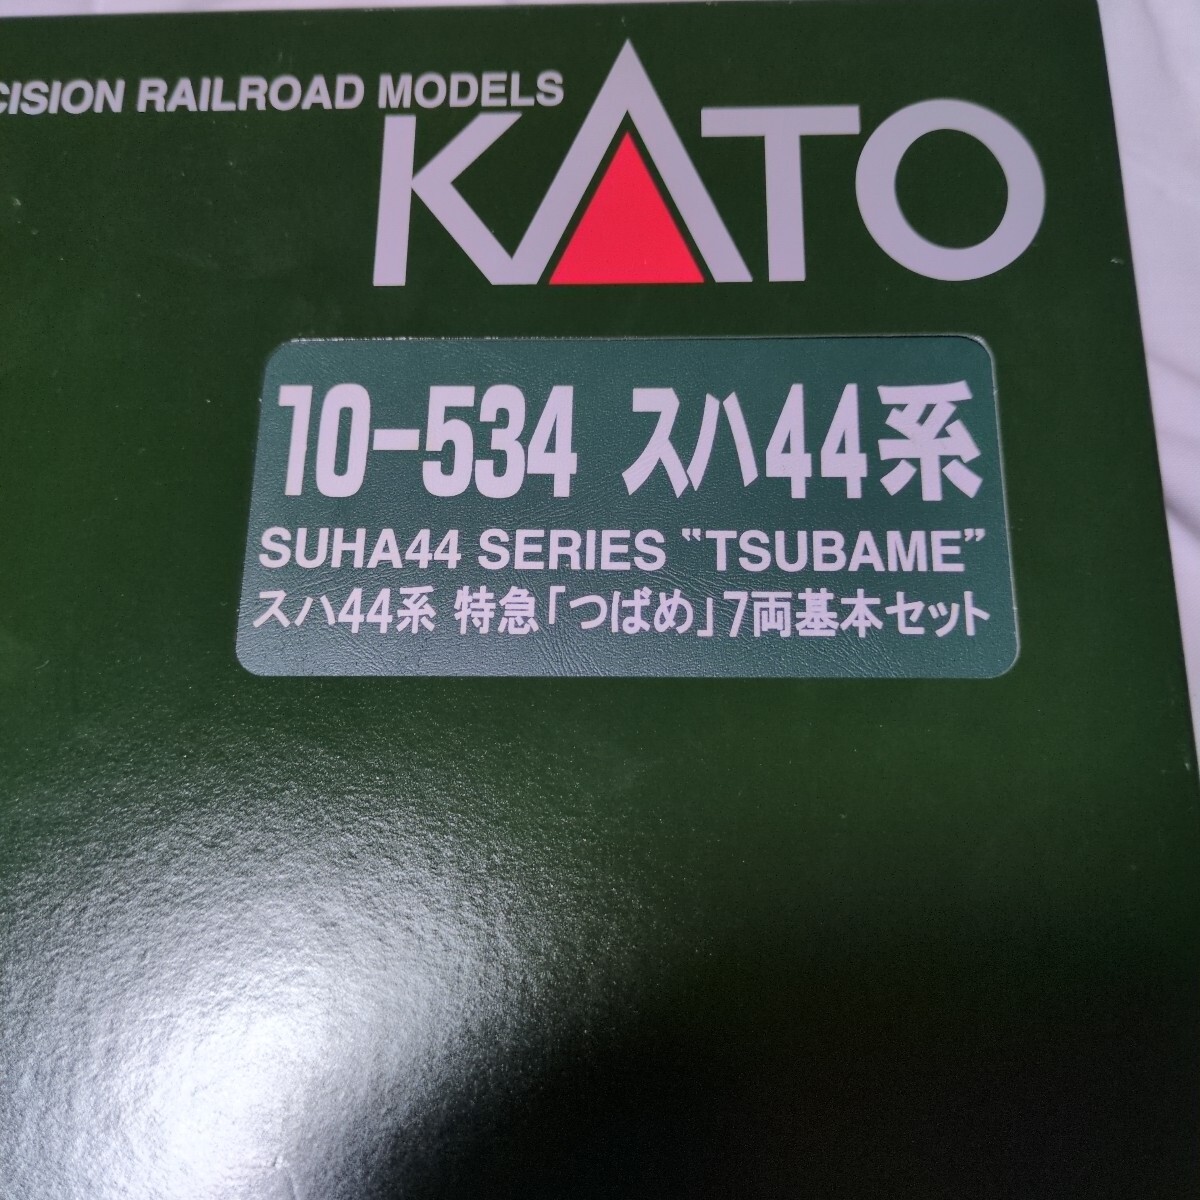 CISION RAILROAD MODELS
KATO
10-534 スハ44系
SUHA44 SERIES “TSUBAME”
スハ44系 特急「つばめ」7両基本セット